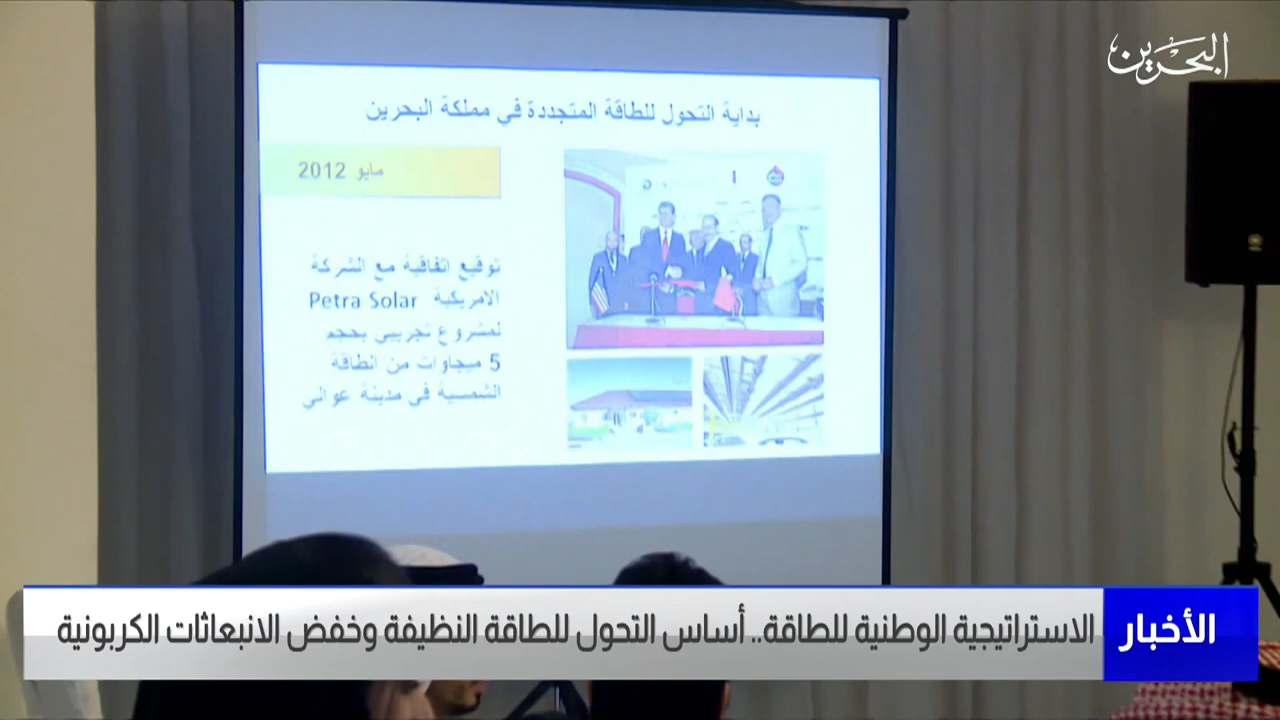 البحرين
بداية التحول للطاقة المتجددة في مملكة البحرين
مايو 2012
توقيع اتفاقية مع الشركة
الامريكية Petra Solar
لمشروع تجريبي بحجم
5 ميجاوات من الطاقة
الشمسية في مدينة عوالي
الأخبار
الاستراتيجية الوطنية للطاقة.. أساس التحول للطاقة النظيفة وخفض الانبعاثات الكربونية